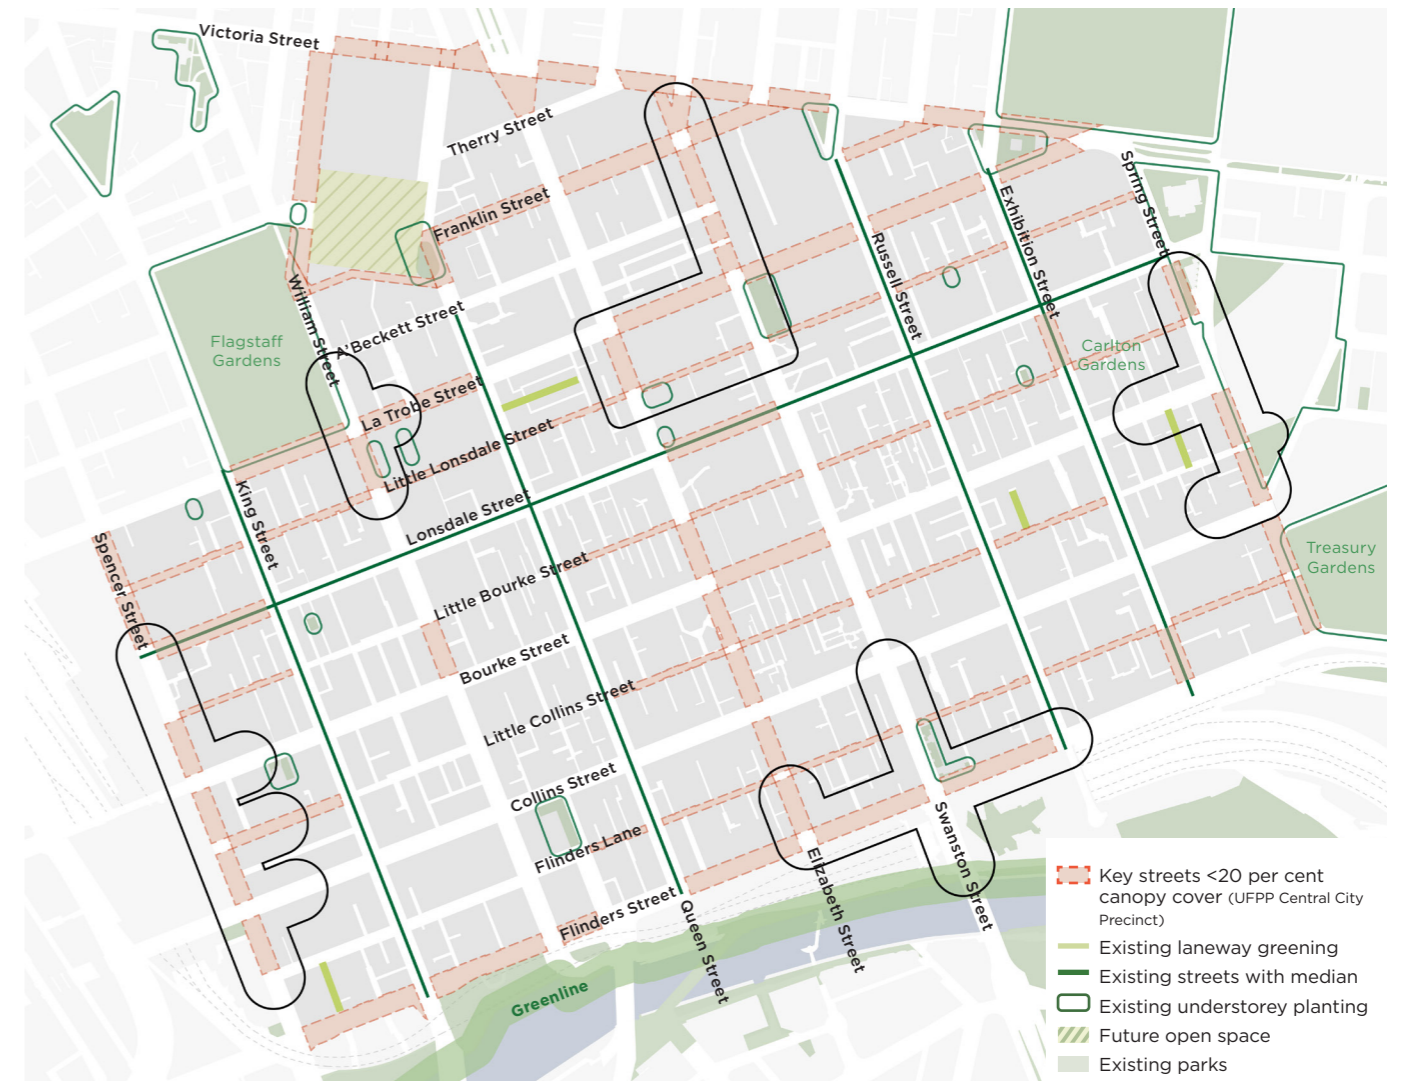 Victoria Street
Therry Street
Franklin Street
Spring Street
Exhibition Street
Russell Street
William Street
A'Beckett Street
Flagstaff
Gardens
Carlton
Gardens
La Trobe Street
Little Lonsdale Street
King Street
Lonsdale Street
Spencer Street
Treasury
Gardens
Little Bourke Street
Bourke Street
Little Collins Street
Collins Street
Flinders Lane
Swanston Street
Elizabeth Street
Flinders Street
Queen Street
Greenline
Key streets <20 per cent
canopy cover (UFPP Central City
Precinct)
Existing laneway greening
Existing streets with median
Existing understorey planting
Future open space
Existing parks